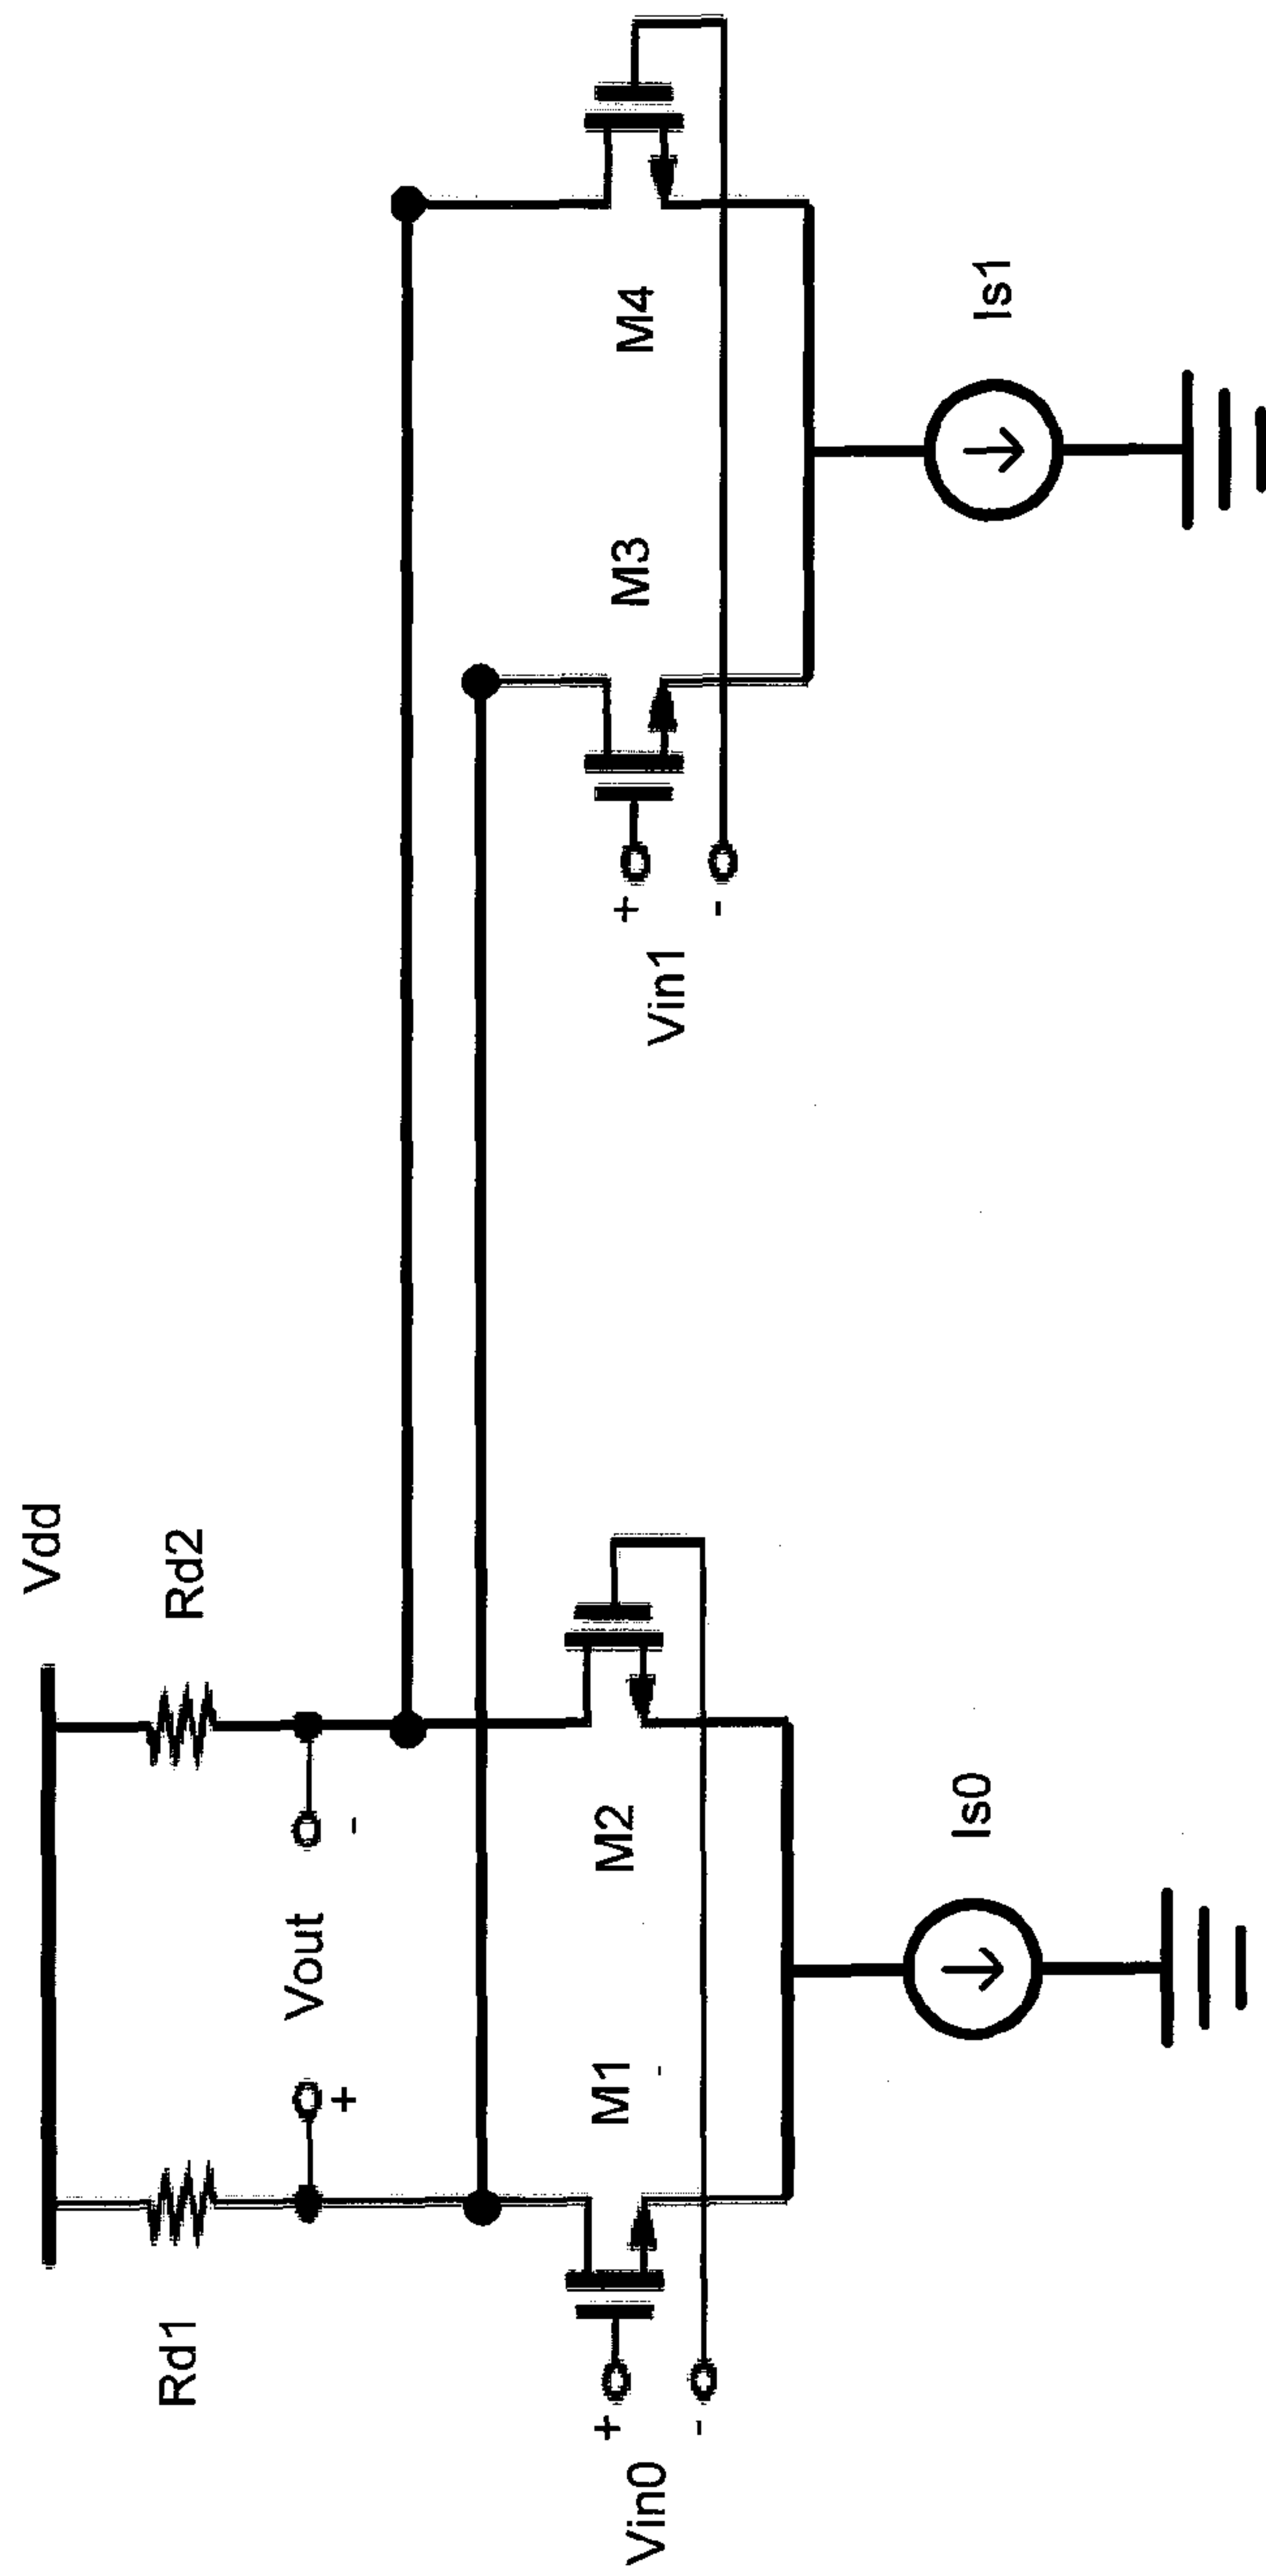 Vdd
Rd1
Rd2
+ Vout -
Vin0
+
-
M1
M2
Is0
Vin1
+
-
M3
M4
Is1